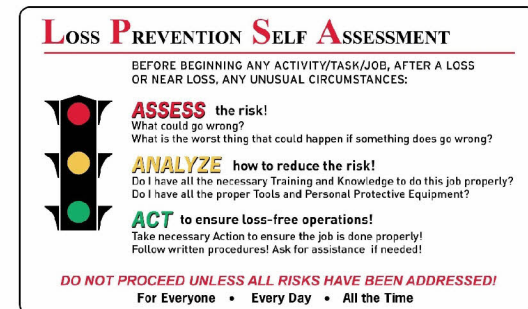 LOSS PREVENTION SELF ASSESSMENT
BEFORE BEGINNING ANY ACTIVITY/TASK/JOB, AFTER A LOSS
OR NEAR LOSS, ANY UNUSUAL CIRCUMSTANCES:
ASSESS the risk!
What could go wrong?
What is the worst thing that could happen if something does go wrong?
ANALYZE how to reduce the risk!
Do I have all the necessary Training and Knowledge to do this job properly?
Do I have all the proper Tools and Personal Protective Equipment?
ACT to ensure loss-free operations!
Take necessary Action to ensure the job is done properly!
Follow written procedures! Ask for assistance if needed!
DO NOT PROCEED UNLESS ALL RISKS HAVE BEEN ADDRESSED!
For Everyone • Every Day • All the Time